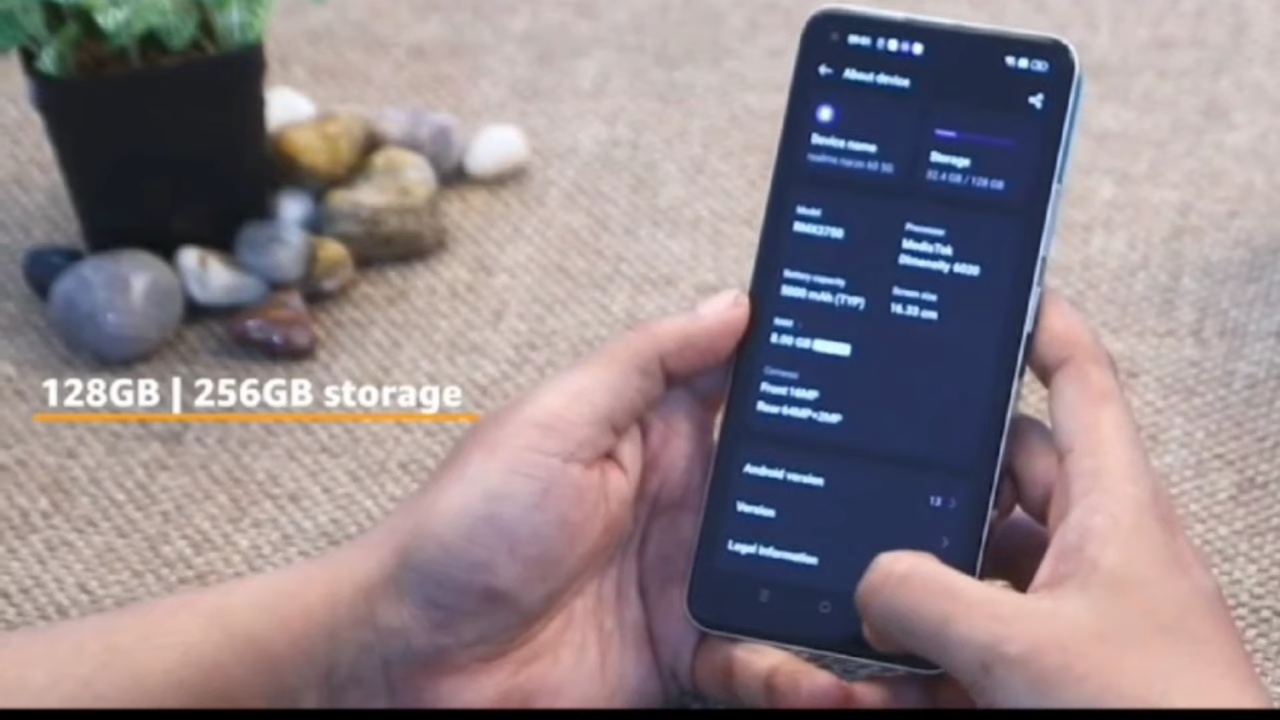 About device
Device name
realme narzo 60 5G
Storage
32.4 GB / 128 GB
Model
RMX3750
Processor
MediaTek
Dimensity 6020
Battery capacity
5000 mAh (TYP)
Screen size
16.33 cm
RAM
8.00 GB
Cameras
Front 16MP
Rear 64MP+2MP
Android version
13
Version
Legal information
128GB | 256GB storage